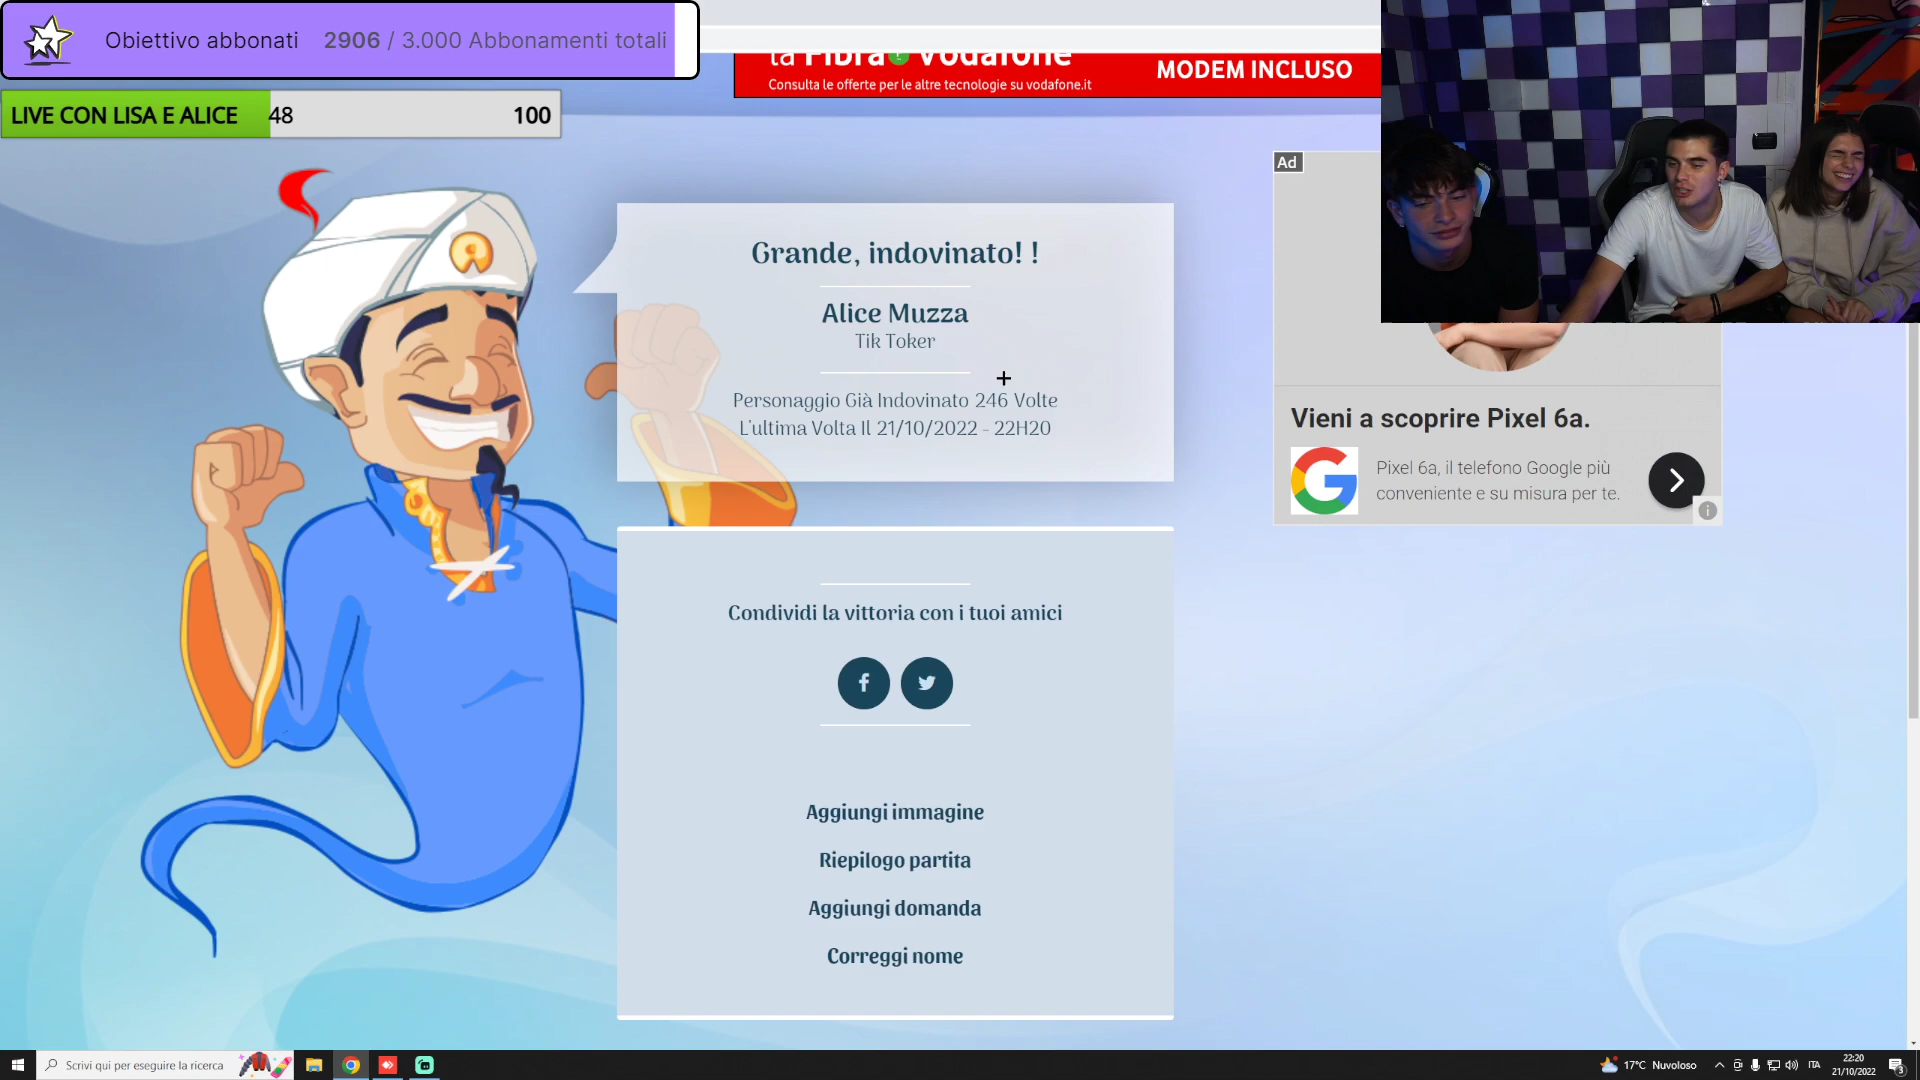 Obiettivo abbonati 2906 / 3.000 Abbonamenti totali
LIVE CON LISA E ALICE 48 100
la Fibra Vodafone
Consulta le offerte per le altre tecnologie su vodafone.it
MODEM INCLUSO
Ad
Grande, indovinato! !
Alice Muzza
Tik Toker
Personaggio Già Indovinato 246 Volte
L'ultima Volta Il 21/10/2022 - 22H20
Vieni a scoprire Pixel 6a.
Pixel 6a, il telefono Google più
conveniente e su misura per te.
Condividi la vittoria con i tuoi amici
Aggiungi immagine
Riepilogo partita
Aggiungi domanda
Correggi nome
Scrivi qui per eseguire la ricerca
17°C Nuvoloso
ITA
22:20
21/10/2022
3